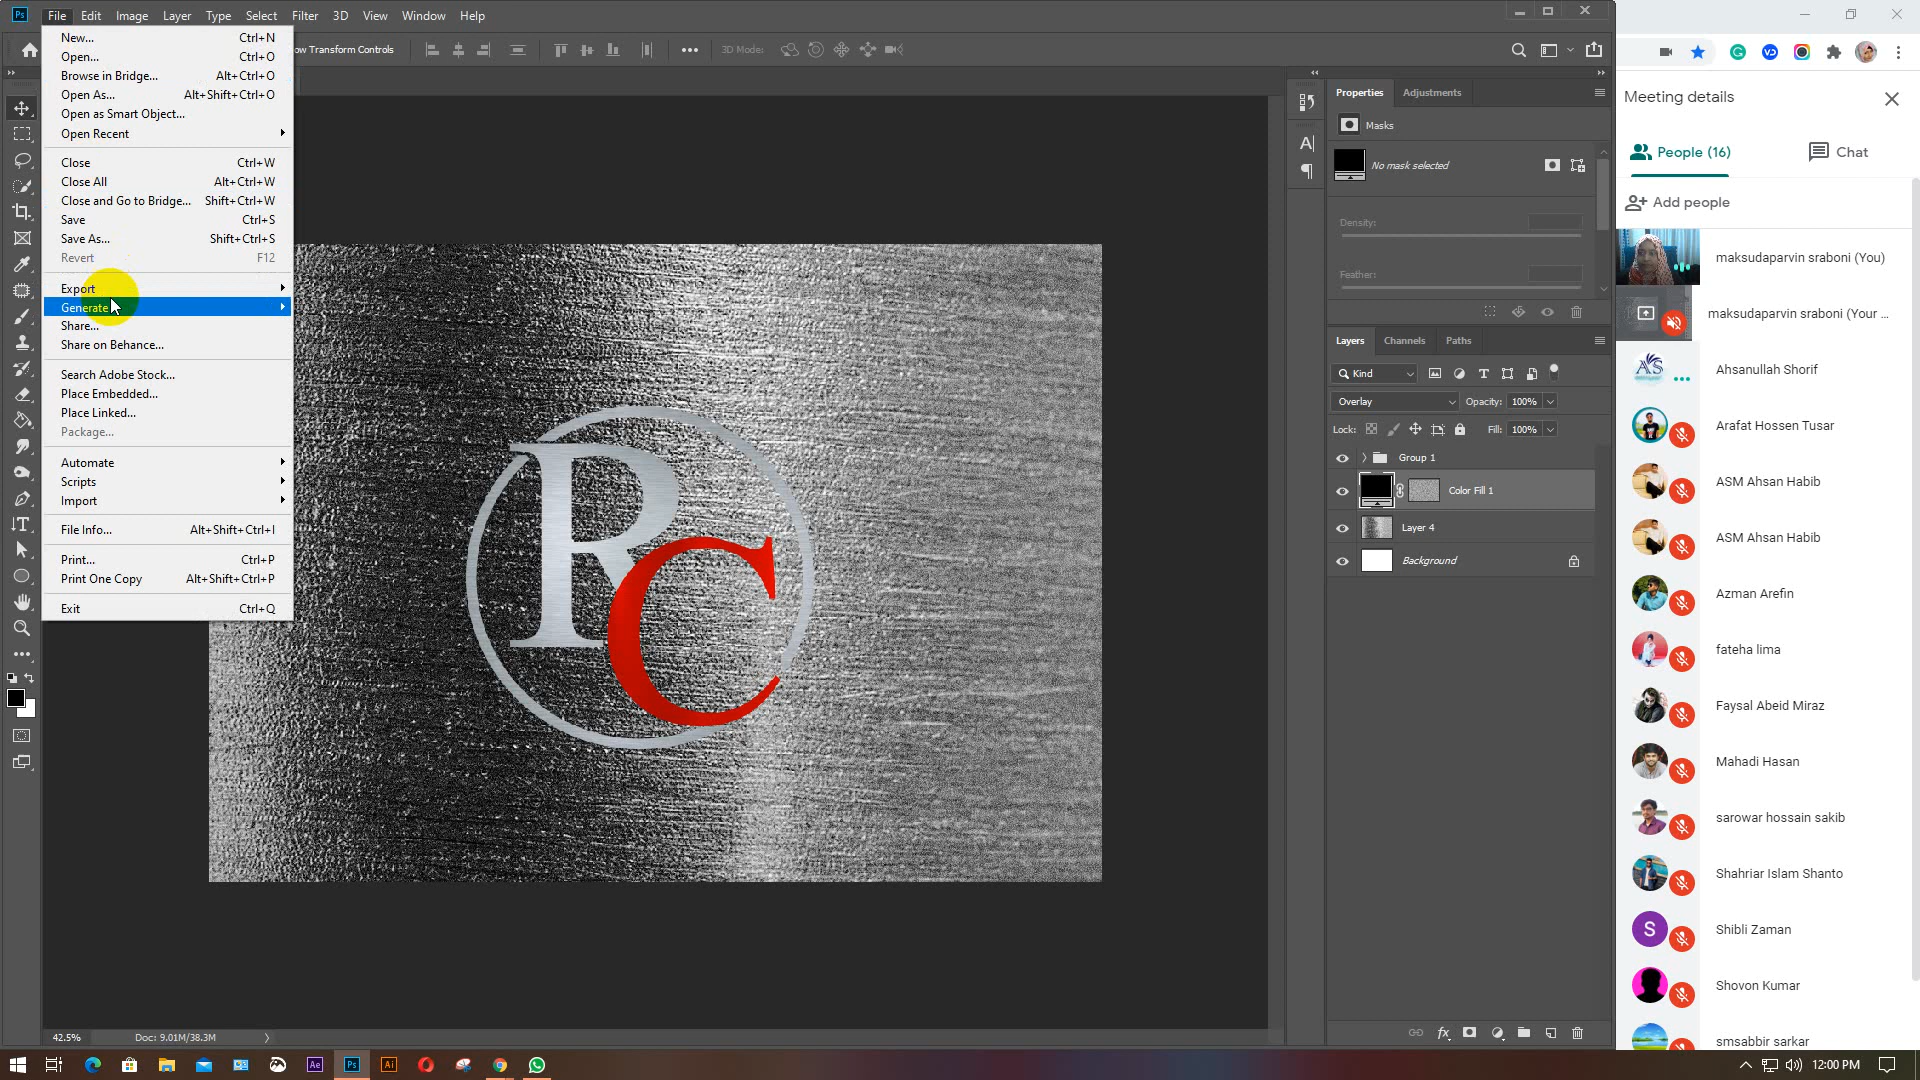 Ps File Edit Image Layer Type Select Filter 3D View Window Help
ow Transform Controls 3D Mode:
New... Ctrl+N
Open... Ctrl+O
Browse in Bridge... Alt+Ctrl+O
Open As... Alt+Shift+Ctrl+O
Open as Smart Object...
Open Recent
Close Ctrl+W
Close All Alt+Ctrl+W
Close and Go to Bridge... Shift+Ctrl+W
Save Ctrl+S
Save As... Shift+Ctrl+S
Revert F12
Export
Generate
Share...
Share on Behance...
Search Adobe Stock...
Place Embedded...
Place Linked...
Package...
Automate
Scripts
Import
File Info... Alt+Shift+Ctrl+I
Print... Ctrl+P
Print One Copy Alt+Shift+Ctrl+P
Exit Ctrl+Q
RC
42.5% Doc: 9.01M/38.3M
Properties Adjustments
Masks
No mask selected
Density:
Feather:
Layers Channels Paths
Kind
Overlay Opacity: 100%
Lock: Fill: 100%
Group 1
Color Fill 1
Layer 4
Background
fx
Meeting details
People (16) Chat
Add people
maksudaparvin sraboni (You)
maksudaparvin sraboni (Your ...
AS Ahsanullah Shorif
Arafat Hossen Tusar
ASM Ahsan Habib
ASM Ahsan Habib
Azman Arefin
fateha lima
Faysal Abeid Miraz
Mahadi Hasan
sarowar hossain sakib
Shahriar Islam Shanto
S Shibli Zaman
Shovon Kumar
smsabbir sarkar
Ae Ps Ai
12:00 PM